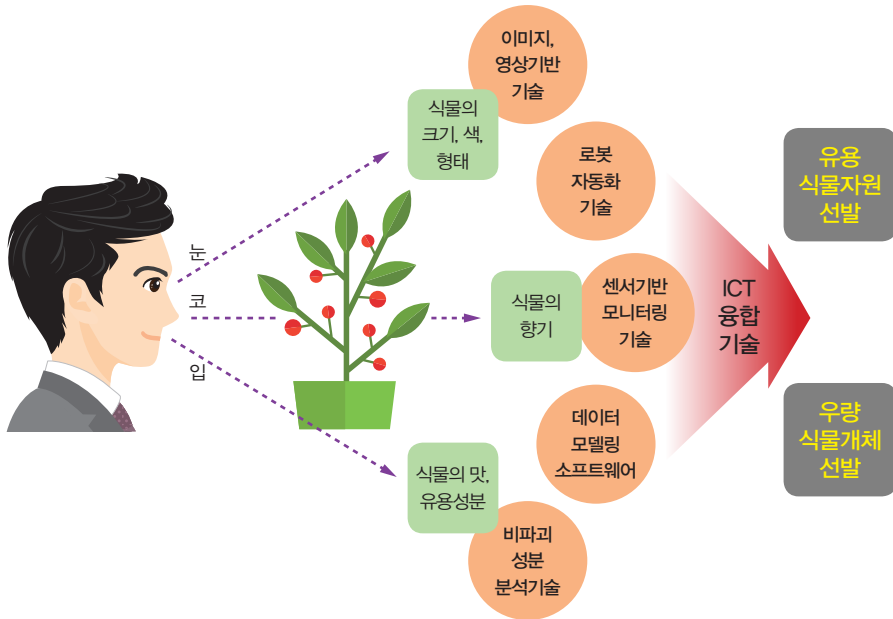 눈
코
입
식물의
크기, 색,
형태
식물의
향기
식물의 맛,
유용성분
이미지,
영상기반
기술
로봇
자동화
기술
센서기반
모니터링
기술
데이터
모델링
소프트웨어
비파괴
성분
분석기술
ICT
융합
기술
유용
식물자원
선발
우량
식물개체
선발